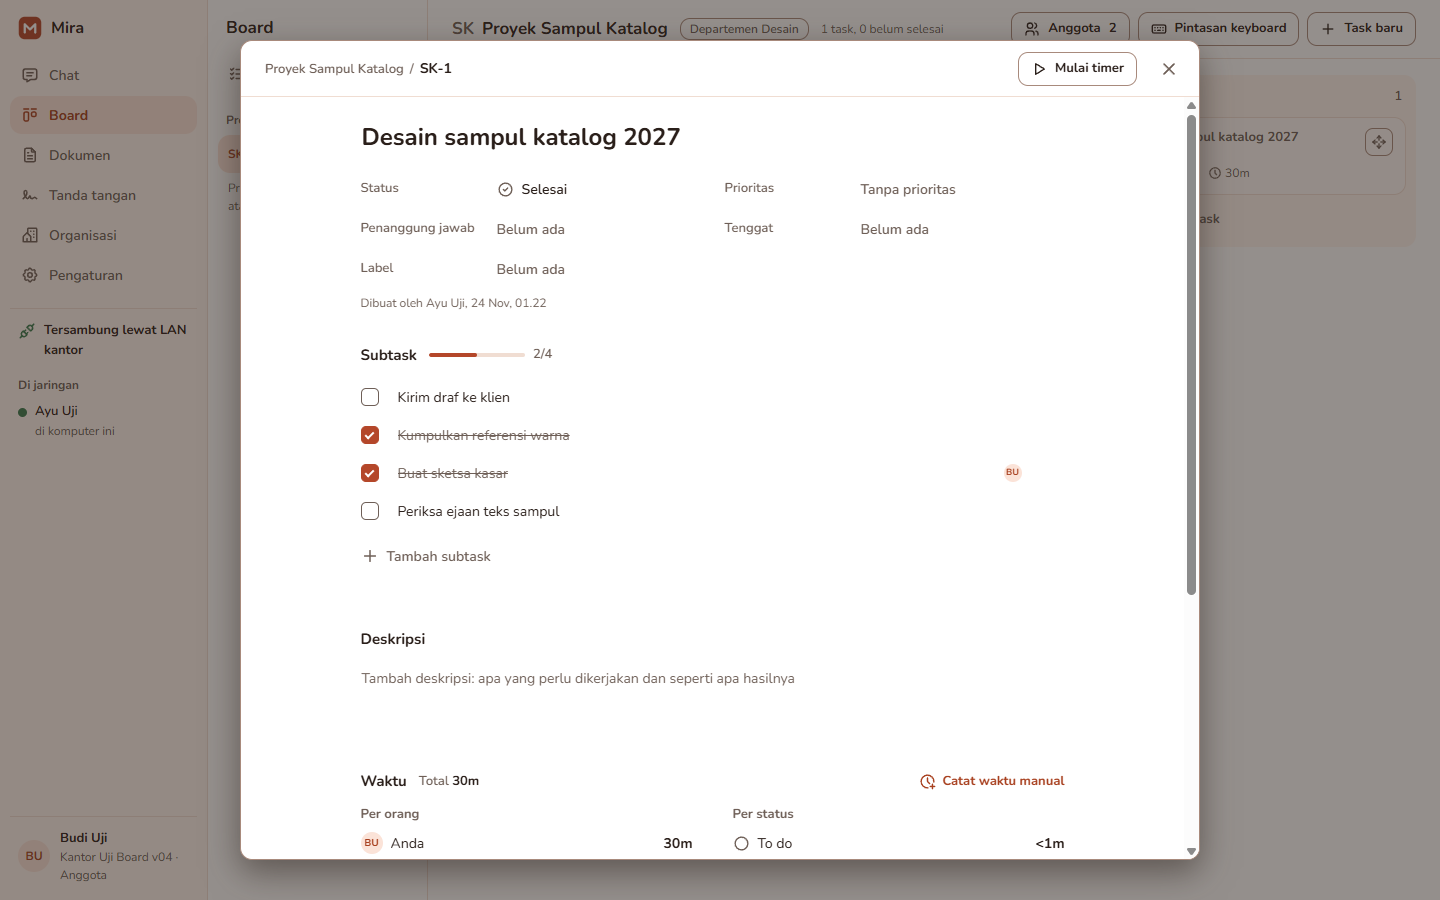 Mira
Chat
Board
Dokumen
Tanda tangan
Organisasi
Pengaturan
Tersambung lewat LAN
kantor
Di jaringan
Ayu Uji
di komputer ini
BU
Budi Uji
Kantor Uji Board v04 ·
Anggota
Board
SK Proyek Sampul Katalog
Departemen Desain
1 task, 0 belum selesai
Anggota 2
Pintasan keyboard
Task baru
1
katalog 2027
30m
Proyek Sampul Katalog / SK-1
Mulai timer
Desain sampul katalog 2027
Status
Selesai
Prioritas
Tanpa prioritas
Penanggung jawab
Belum ada
Tenggat
Belum ada
Label
Belum ada
Dibuat oleh Ayu Uji, 24 Nov, 01.22
Subtask
2/4
Kirim draf ke klien
Kumpulkan referensi warna
Buat sketsa kasar
BU
Periksa ejaan teks sampul
Tambah subtask
Deskripsi
Tambah deskripsi: apa yang perlu dikerjakan dan seperti apa hasilnya
Waktu
Total 30m
Catat waktu manual
Per orang
Per status
BU
Anda
30m
To do
<1m